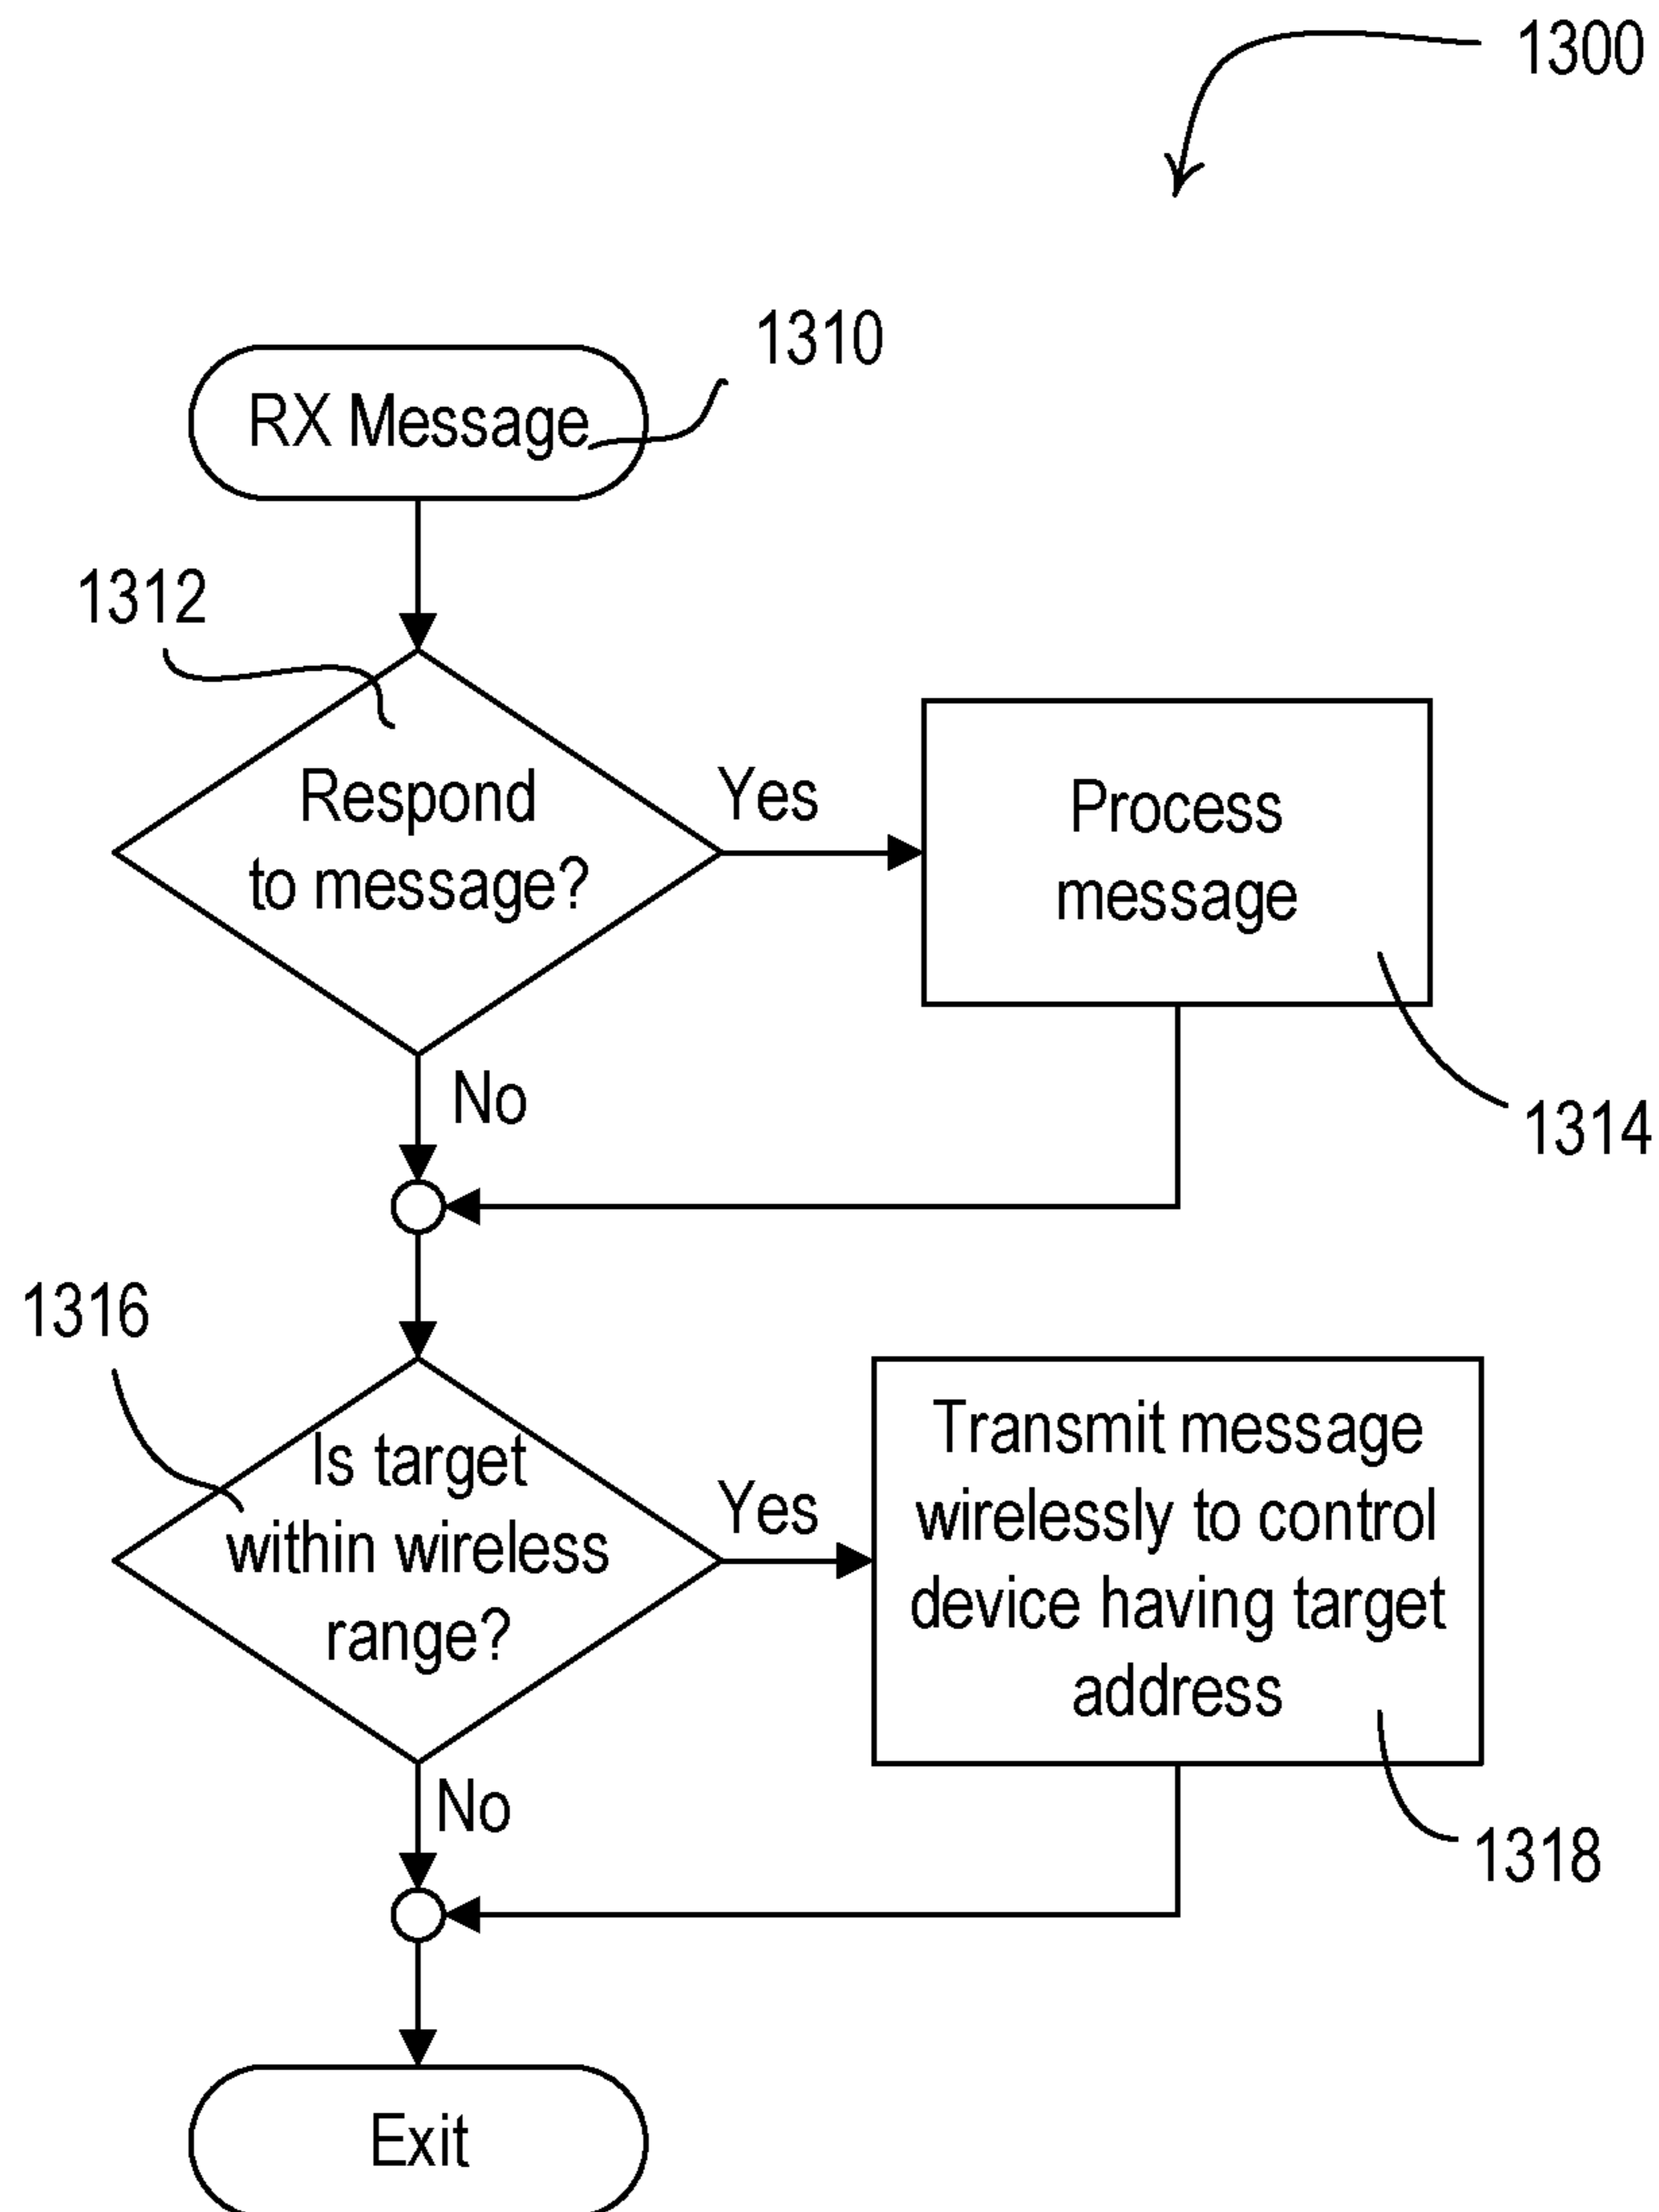 1300
1310
RX Message
1312
Respond
to message?
Yes
Process
message
No
1314
1316
Is target
within wireless
range?
Yes
Transmit message
wirelessly to control
device having target
address
No
1318
Exit